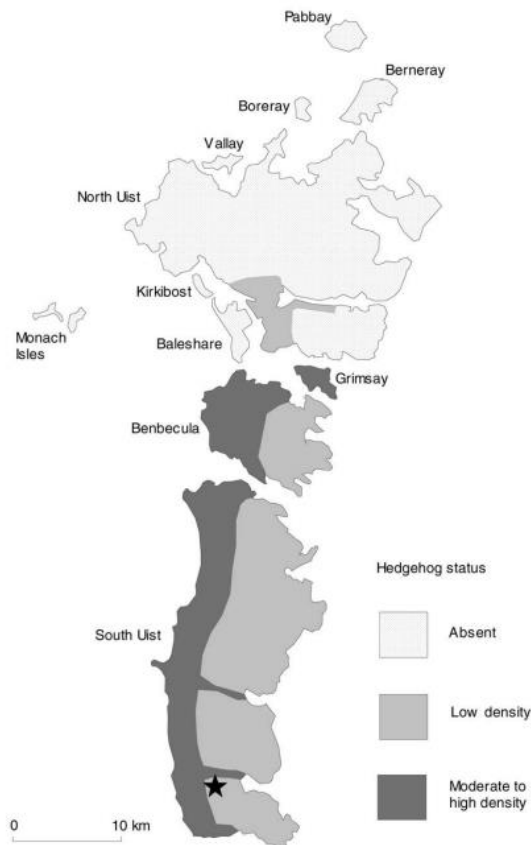 Pabbay
Berneray
Boreray
Vallay
North Uist
Kirkibost
Monach
Isles
Baleshare
Grimsay
Benbecula
Hedgehog status
South Uist
Absent
Low density
Moderate to
high density
0 10 km